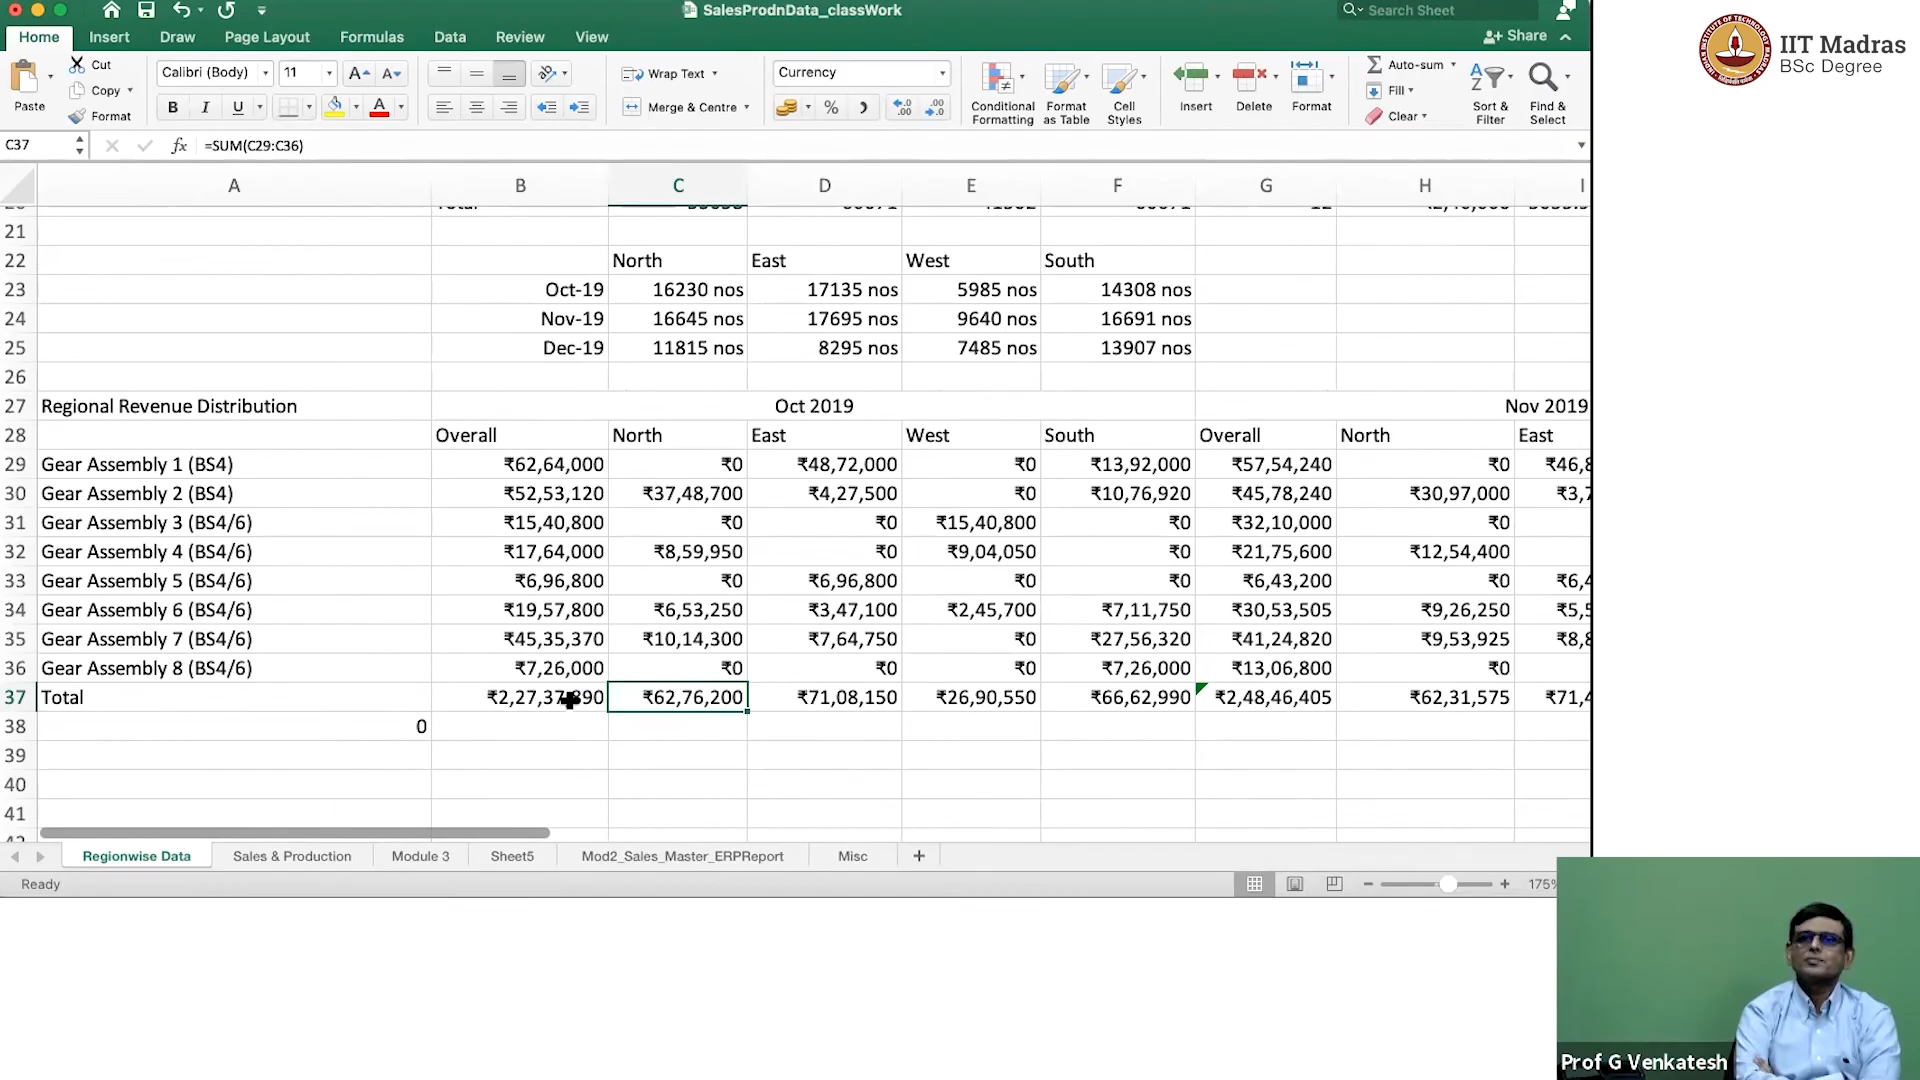 SalesProdnData_classWork
Search Sheet
IIT Madras
BSc Degree
Home Insert Draw Page Layout Formulas Data Review View
Share
Paste
Cut
Copy
Format
Calibri (Body) 11
B I U
Wrap Text
Merge & Centre
Currency
%
Conditional Formatting
Format as Table
Cell Styles
Insert
Delete
Format
Auto-sum
Fill
Clear
Sort & Filter
Find & Select
C37 fx =SUM(C29:C36)
A B C D E F G H I
21
22 North East West South
23 Oct-19 16230 nos 17135 nos 5985 nos 14308 nos
24 Nov-19 16645 nos 17695 nos 9640 nos 16691 nos
25 Dec-19 11815 nos 8295 nos 7485 nos 13907 nos
26
27 Regional Revenue Distribution Oct 2019 Nov 2019
28 Overall North East West South Overall North East
29 Gear Assembly 1 (BS4) ₹62,64,000 ₹0 ₹48,72,000 ₹0 ₹13,92,000 ₹57,54,240 ₹0 ₹46,8
30 Gear Assembly 2 (BS4) ₹52,53,120 ₹37,48,700 ₹4,27,500 ₹0 ₹10,76,920 ₹45,78,240 ₹30,97,000 ₹3,7
31 Gear Assembly 3 (BS4/6) ₹15,40,800 ₹0 ₹0 ₹15,40,800 ₹0 ₹32,10,000 ₹0
32 Gear Assembly 4 (BS4/6) ₹17,64,000 ₹8,59,950 ₹0 ₹9,04,050 ₹0 ₹21,75,600 ₹12,54,400
33 Gear Assembly 5 (BS4/6) ₹6,96,800 ₹0 ₹6,96,800 ₹0 ₹0 ₹6,43,200 ₹0 ₹6,4
34 Gear Assembly 6 (BS4/6) ₹19,57,800 ₹6,53,250 ₹3,47,100 ₹2,45,700 ₹7,11,750 ₹30,53,505 ₹9,26,250 ₹5,5
35 Gear Assembly 7 (BS4/6) ₹45,35,370 ₹10,14,300 ₹7,64,750 ₹0 ₹27,56,320 ₹41,24,820 ₹9,53,925 ₹8,8
36 Gear Assembly 8 (BS4/6) ₹7,26,000 ₹0 ₹0 ₹0 ₹7,26,000 ₹13,06,800 ₹0
37 Total ₹62,76,200 ₹71,08,150 ₹26,90,550 ₹66,62,990 ₹2,48,46,405 ₹62,31,575 ₹71,4
38 0
39
40
41
Regionwise Data Sales & Production Module 3 Sheet5 Mod2_Sales_Master_ERPReport Misc
Ready
175%
Prof G Venkatesh